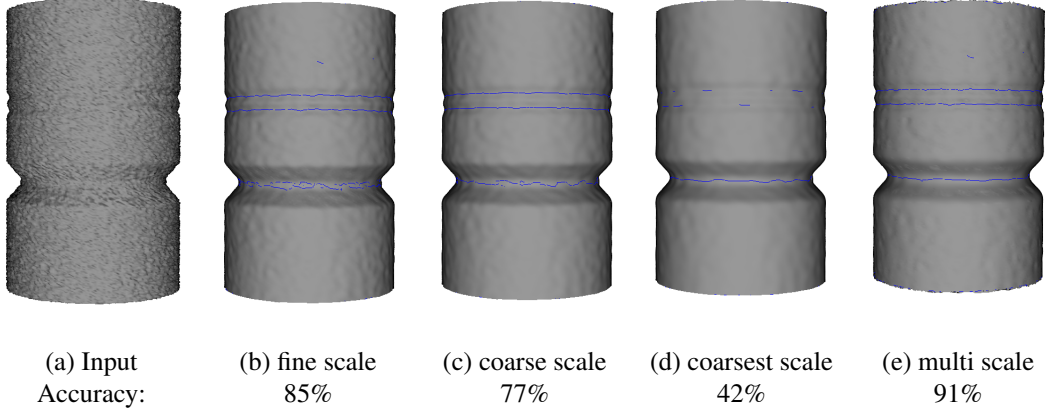 (a) Input (b) fine scale (c) coarse scale (d) coarsest scale (e) multi scale
Accuracy: 85% 77% 42% 91%